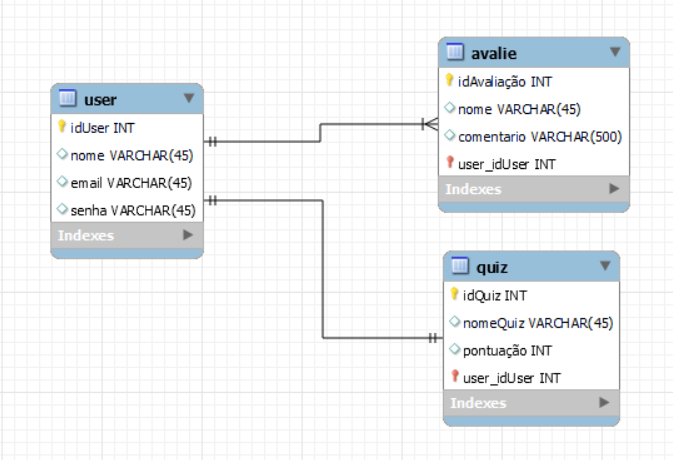 user
idUser INT
nome VARCHAR(45)
email VARCHAR(45)
senha VARCHAR(45)
Indexes
avalie
idAvaliação INT
nome VARCHAR(45)
comentario VARCHAR(500)
user_idUser INT
Indexes
quiz
idQuiz INT
nomeQuiz VARCHAR(45)
pontuação INT
user_idUser INT
Indexes